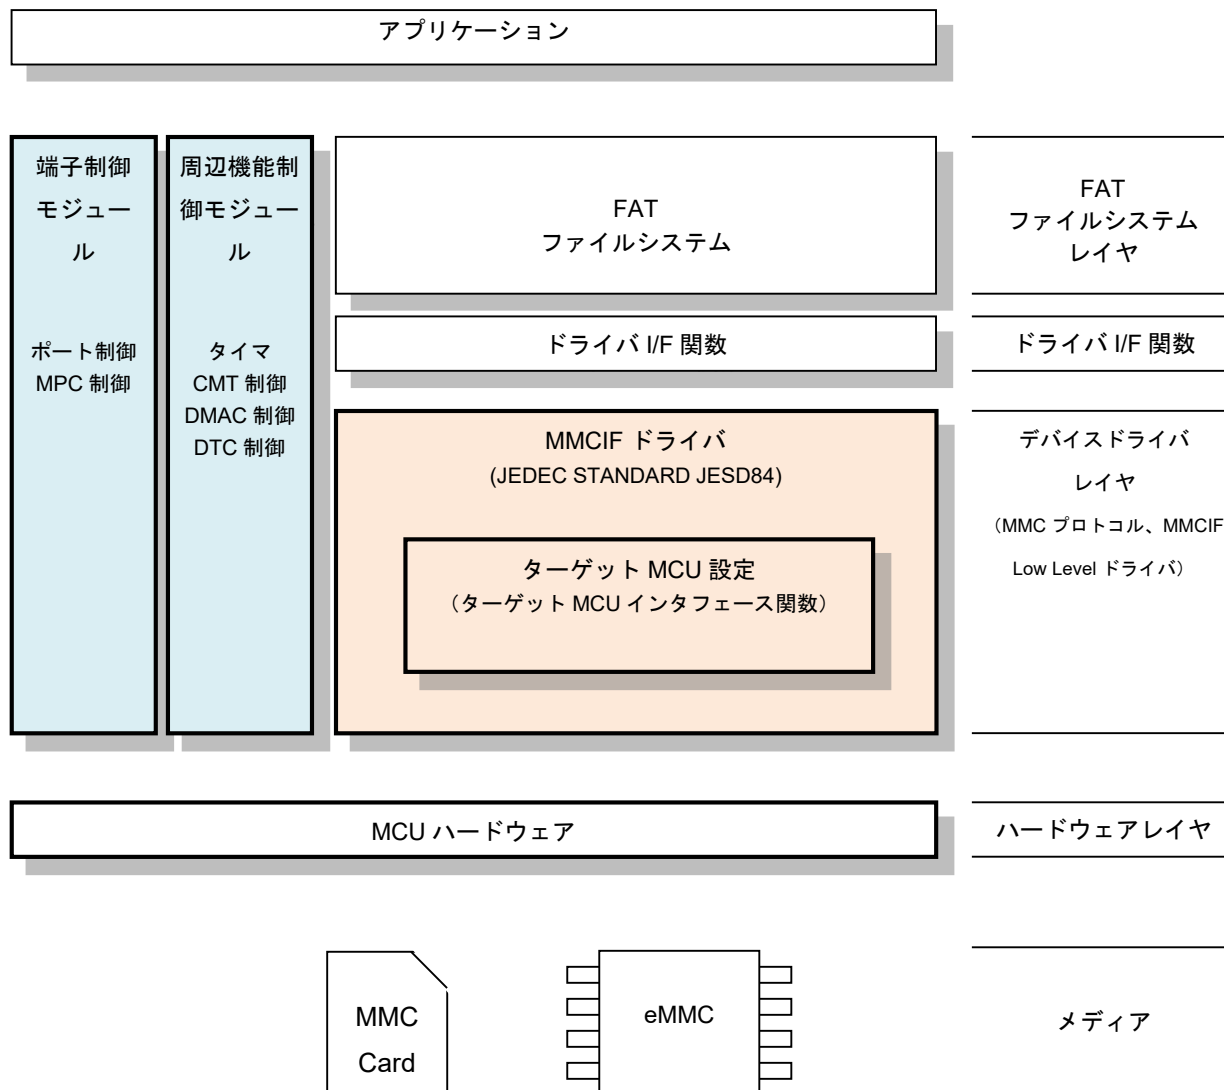 アプリケーション
端子制御
モジュー
ル
ポート制御
MPC 制御
周辺機能制
御モジュー
ル
タイマ
CMT 制御
DMAC 制御
DTC 制御
FAT
ファイルシステム
FAT
ファイルシステム
レイヤ
ドライバ I/F 関数
ドライバ I/F 関数
MMCIF ドライバ
(JEDEC STANDARD JESD84)
ターゲット MCU 設定
（ターゲット MCU インタフェース関数）
デバイスドライバ
レイヤ
（MMC プロトコル、MMCIF
Low Level ドライバ）
MCU ハードウェア
ハードウェアレイヤ
MMC
Card
eMMC
メディア